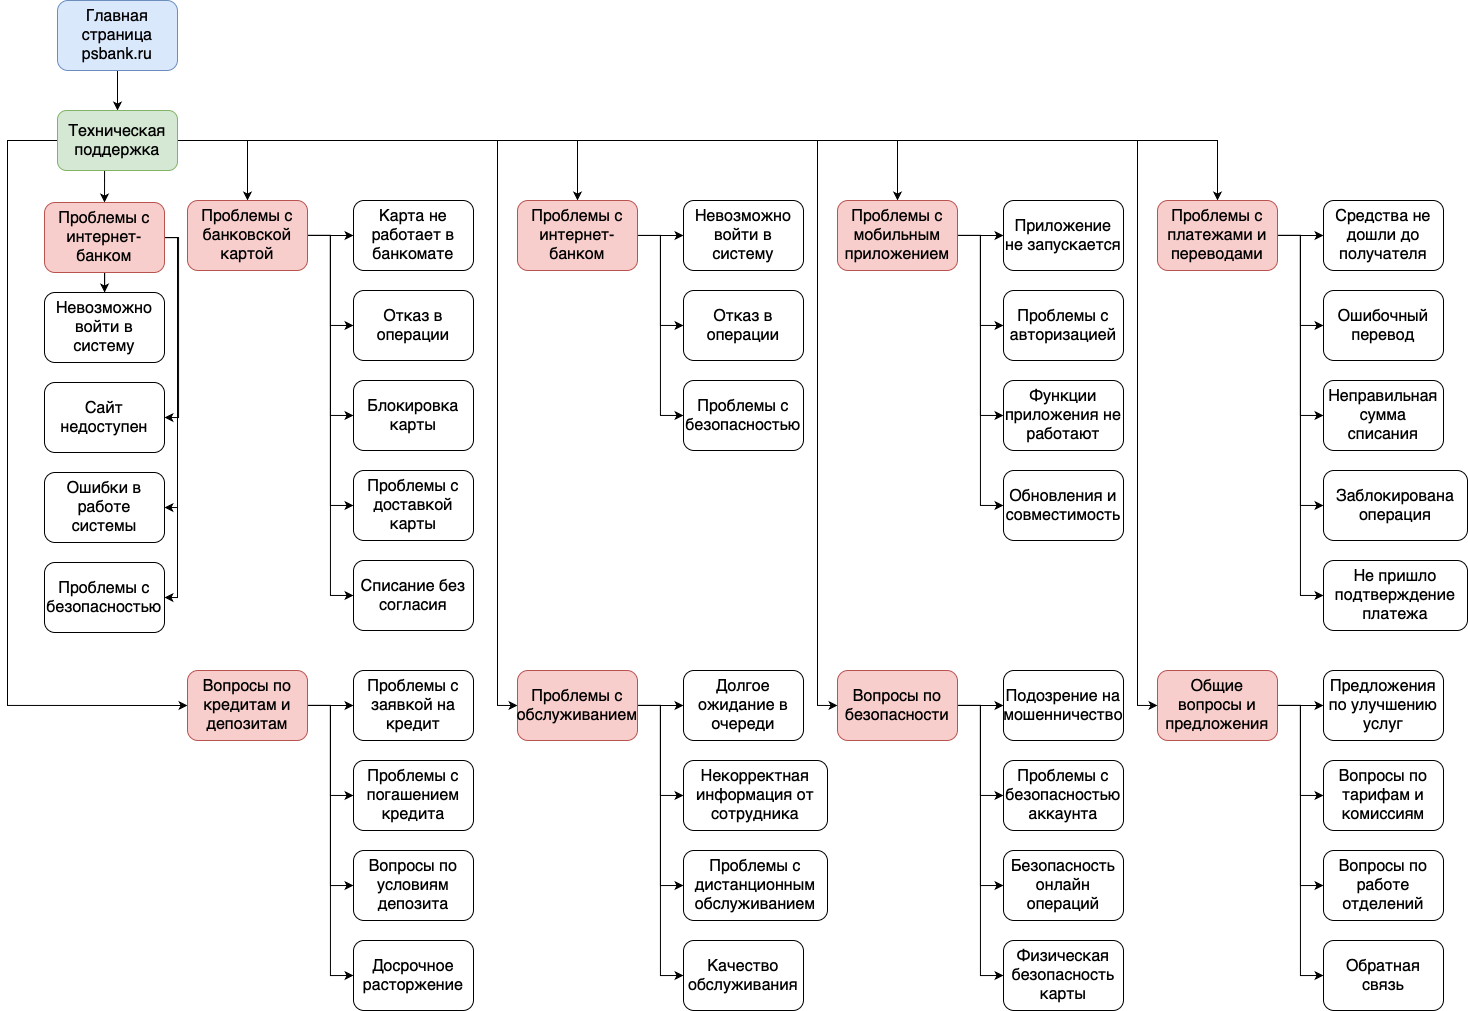 Главная
страница
psbank.ru
Техническая
поддержка
Проблемы с
интернет-
банком
Невозможно
войти в
систему
Сайт
недоступен
Ошибки в
работе
системы
Проблемы с
безопасностью
Проблемы с
банковской
картой
Карта не
работает в
банкомате
Отказ в
операции
Блокировка
карты
Проблемы с
доставкой
карты
Списание без
согласия
Проблемы с
интернет-
банком
Невозможно
войти в
систему
Отказ в
операции
Проблемы с
безопасностью
Проблемы с
мобильным
приложением
Приложение
не запускается
Проблемы с
авторизацией
Функции
приложения не
работают
Обновления и
совместимость
Проблемы с
платежами и
переводами
Средства не
дошли до
получателя
Ошибочный
перевод
Неправильная
сумма
списания
Заблокирована
операция
Не пришло
подтверждение
платежа
Вопросы по
кредитам и
депозитам
Проблемы с
заявкой на
кредит
Проблемы с
погашением
кредита
Вопросы по
условиям
депозита
Досрочное
расторжение
Проблемы с
обслуживанием
Долгое
ожидание в
очереди
Некорректная
информация от
сотрудника
Проблемы с
дистанционным
обслуживанием
Качество
обслуживания
Вопросы по
безопасности
Подозрение на
мошенничество
Проблемы с
безопасностью
аккаунта
Безопасность
онлайн
операций
Физическая
безопасность
карты
Общие
вопросы и
предложения
Предложения
по улучшению
услуг
Вопросы по
тарифам и
комиссиям
Вопросы по
работе
отделений
Обратная
связь